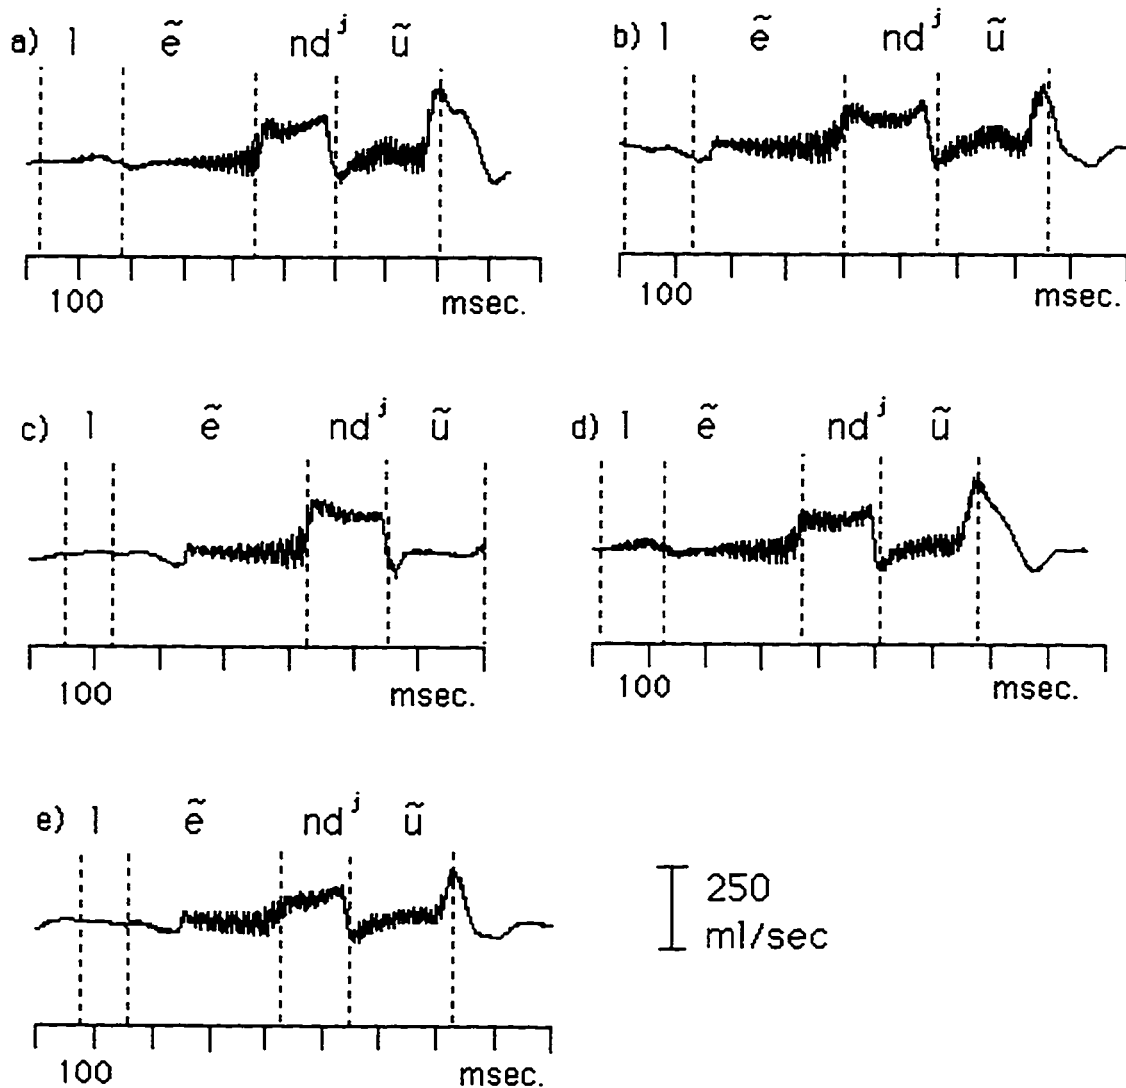 a) l ẽ ndʲ ũ
b) l ẽ ndʲ ũ
100 msec.
100 msec.
c) l ẽ ndʲ ũ
d) l ẽ ndʲ ũ
100 msec.
100 msec.
e) l ẽ ndʲ ũ
250
ml/sec
100 msec.